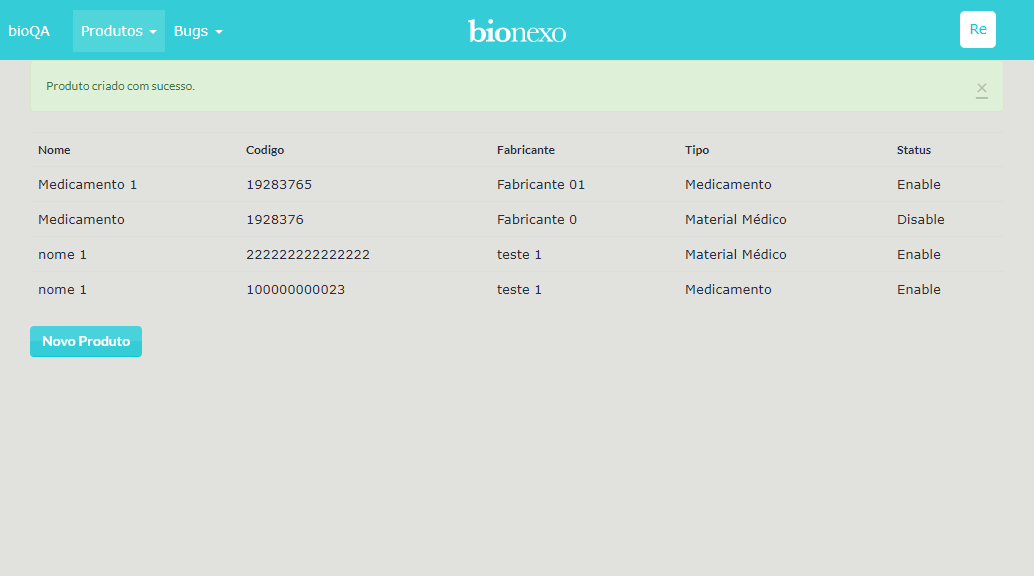 bioQA Produtos Bugs bionexo Re
Produto criado com sucesso. ×
Nome Codigo Fabricante Tipo Status
Medicamento 1 19283765 Fabricante 01 Medicamento Enable
Medicamento 1928376 Fabricante 0 Material Médico Disable
nome 1 222222222222222 teste 1 Material Médico Enable
nome 1 100000000023 teste 1 Medicamento Enable
Novo Produto